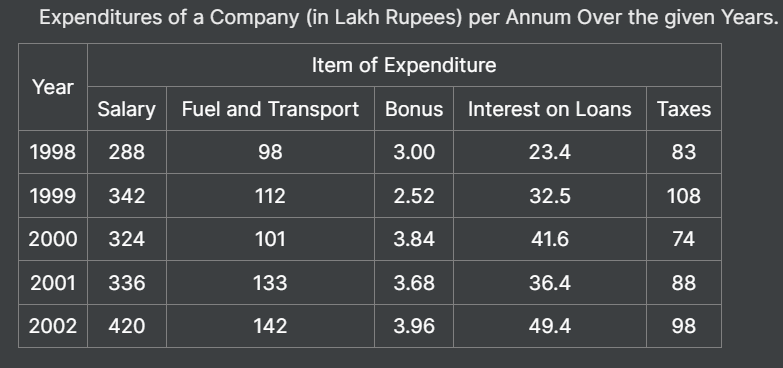 Expenditures of a Company (in Lakh Rupees) per Annum Over the given Years.
Year
Item of Expenditure
Salary Fuel and Transport Bonus Interest on Loans Taxes
1998 288 98 3.00 23.4 83
1999 342 112 2.52 32.5 108
2000 324 101 3.84 41.6 74
2001 336 133 3.68 36.4 88
2002 420 142 3.96 49.4 98